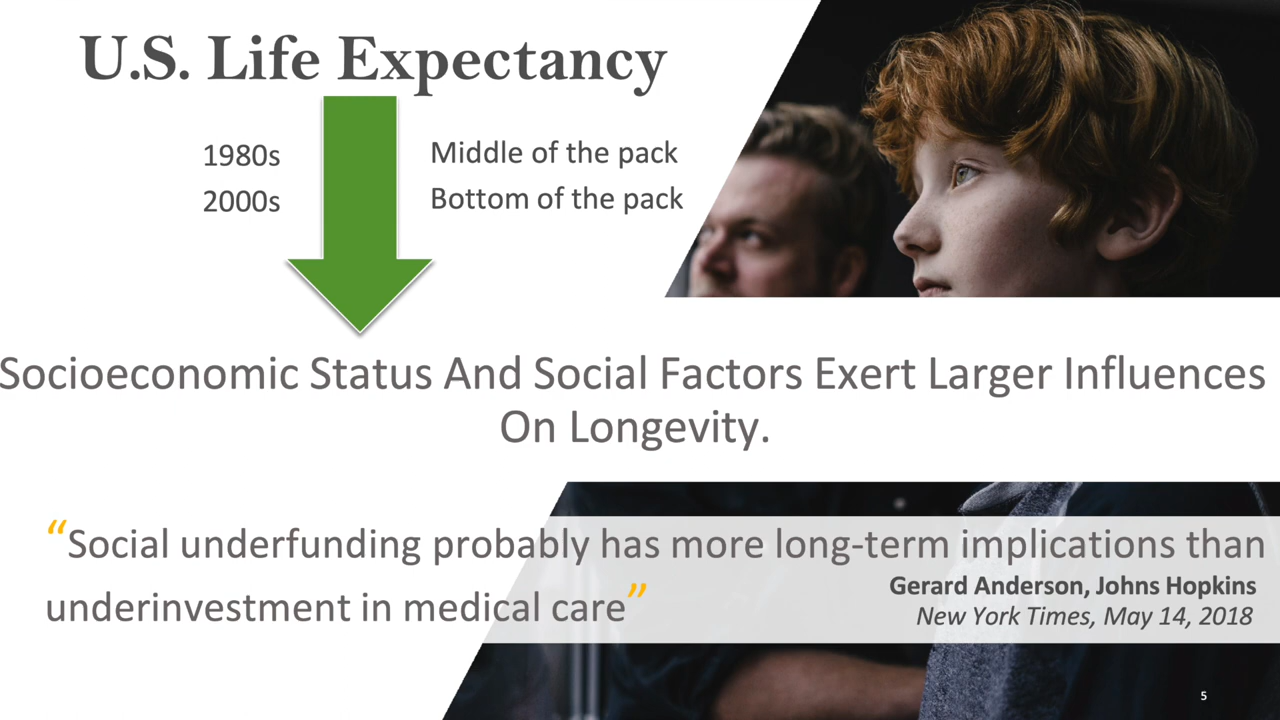 U.S. Life Expectancy
1980s Middle of the pack
2000s Bottom of the pack
Socioeconomic Status And Social Factors Exert Larger Influences
On Longevity.
“Social underfunding probably has more long-term implications than
underinvestment in medical care”
Gerard Anderson, Johns Hopkins
New York Times, May 14, 2018
5